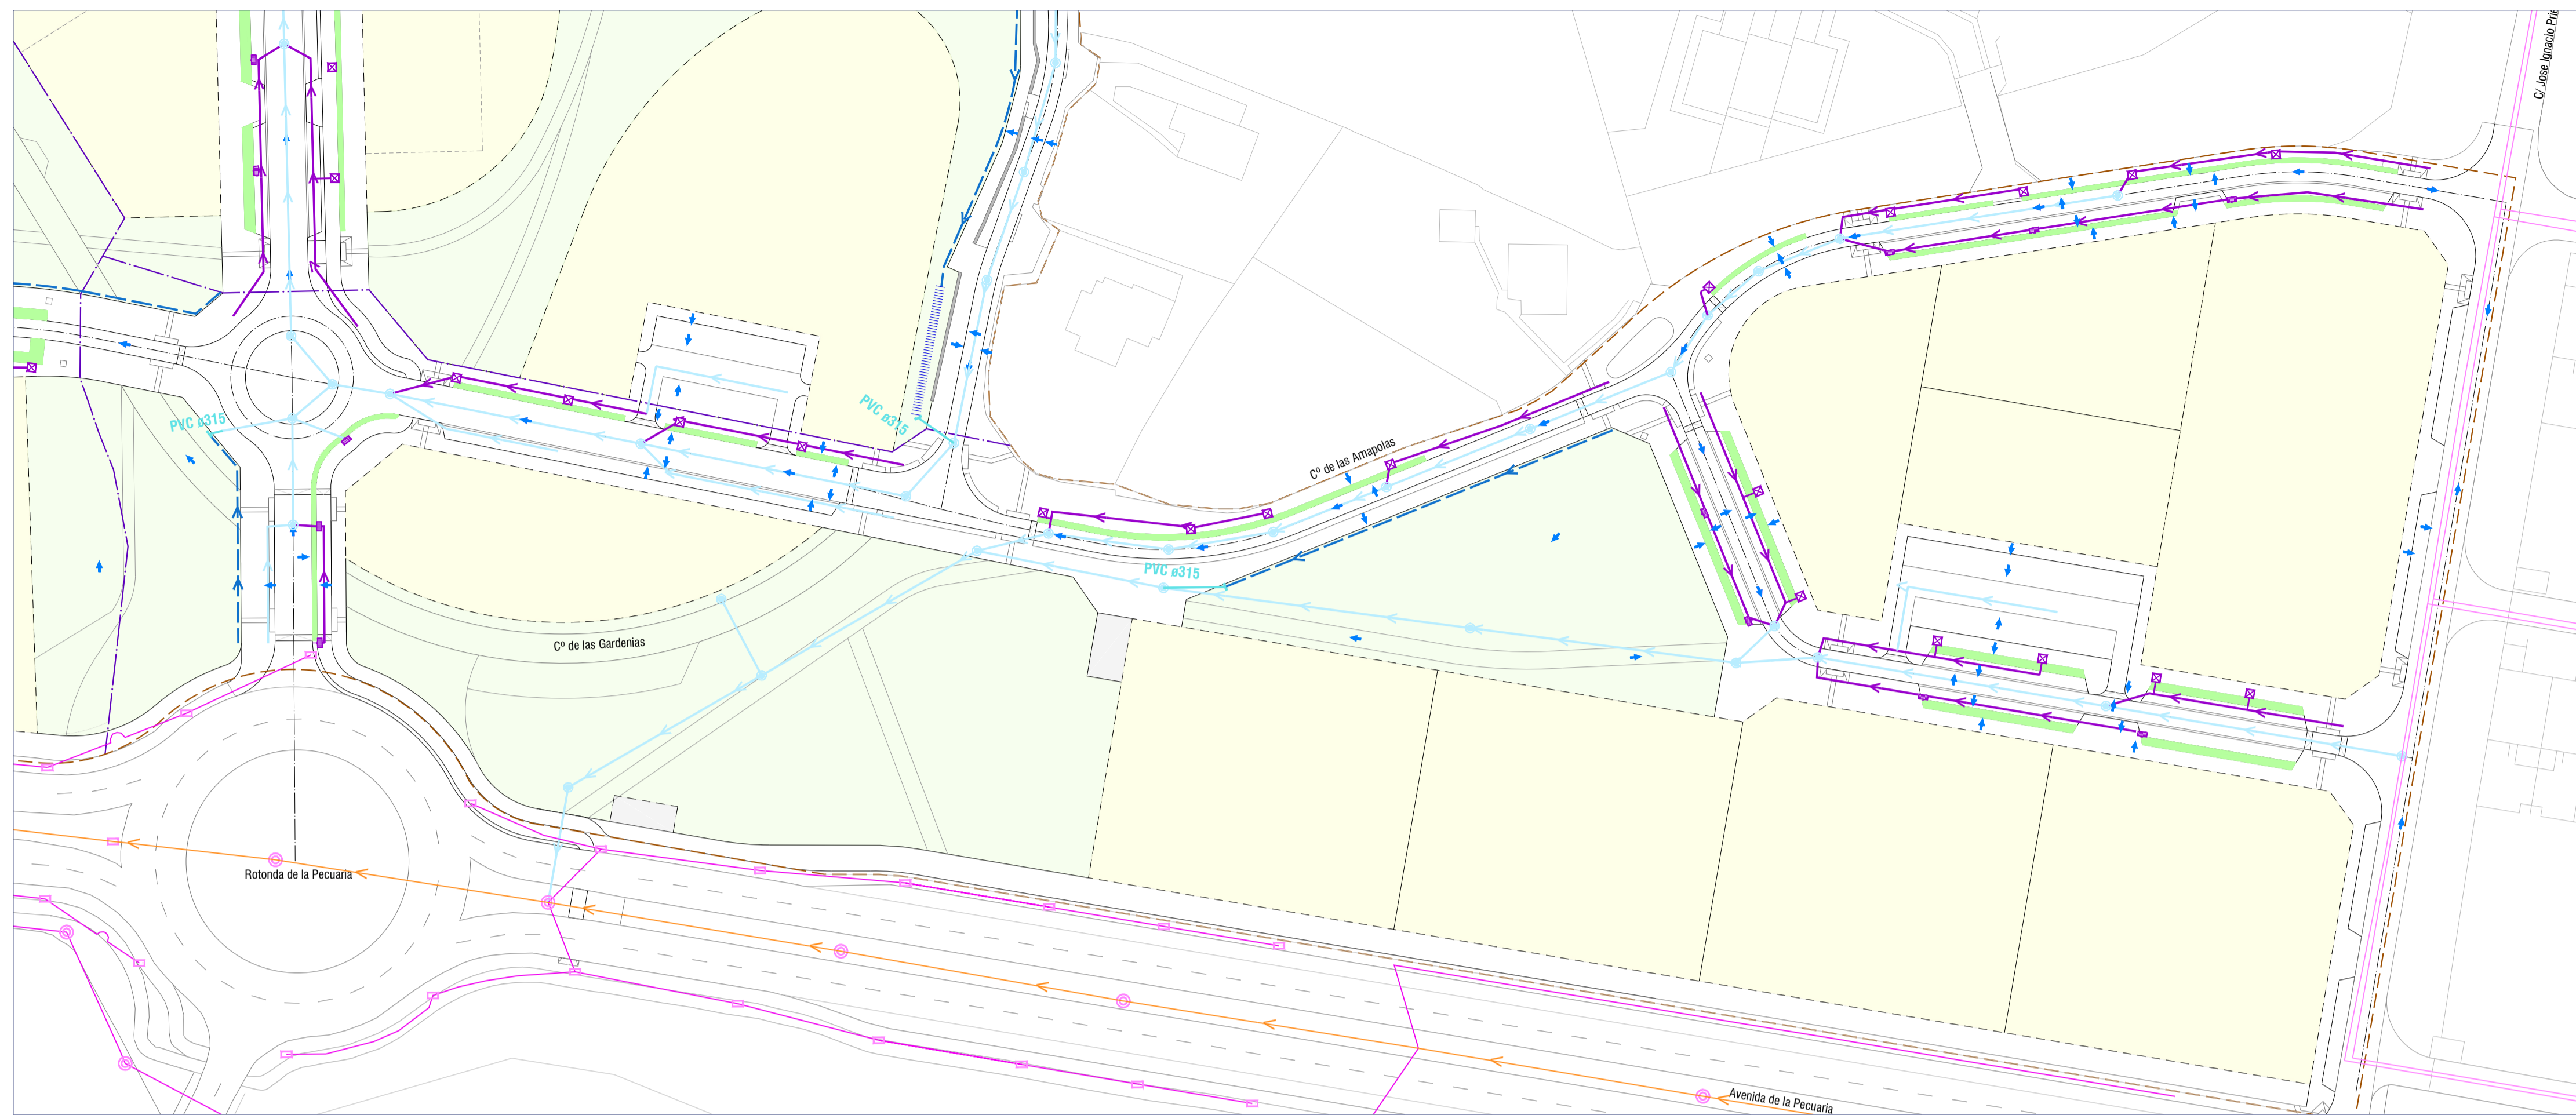 C/ Jose Ignacio Prie
PVC ø315
PVC ø315
Cº de las Amapolas
PVC ø315
Cº de las Gardenias
Rotonda de la Pecuaria
Avenida de la Pecuaria